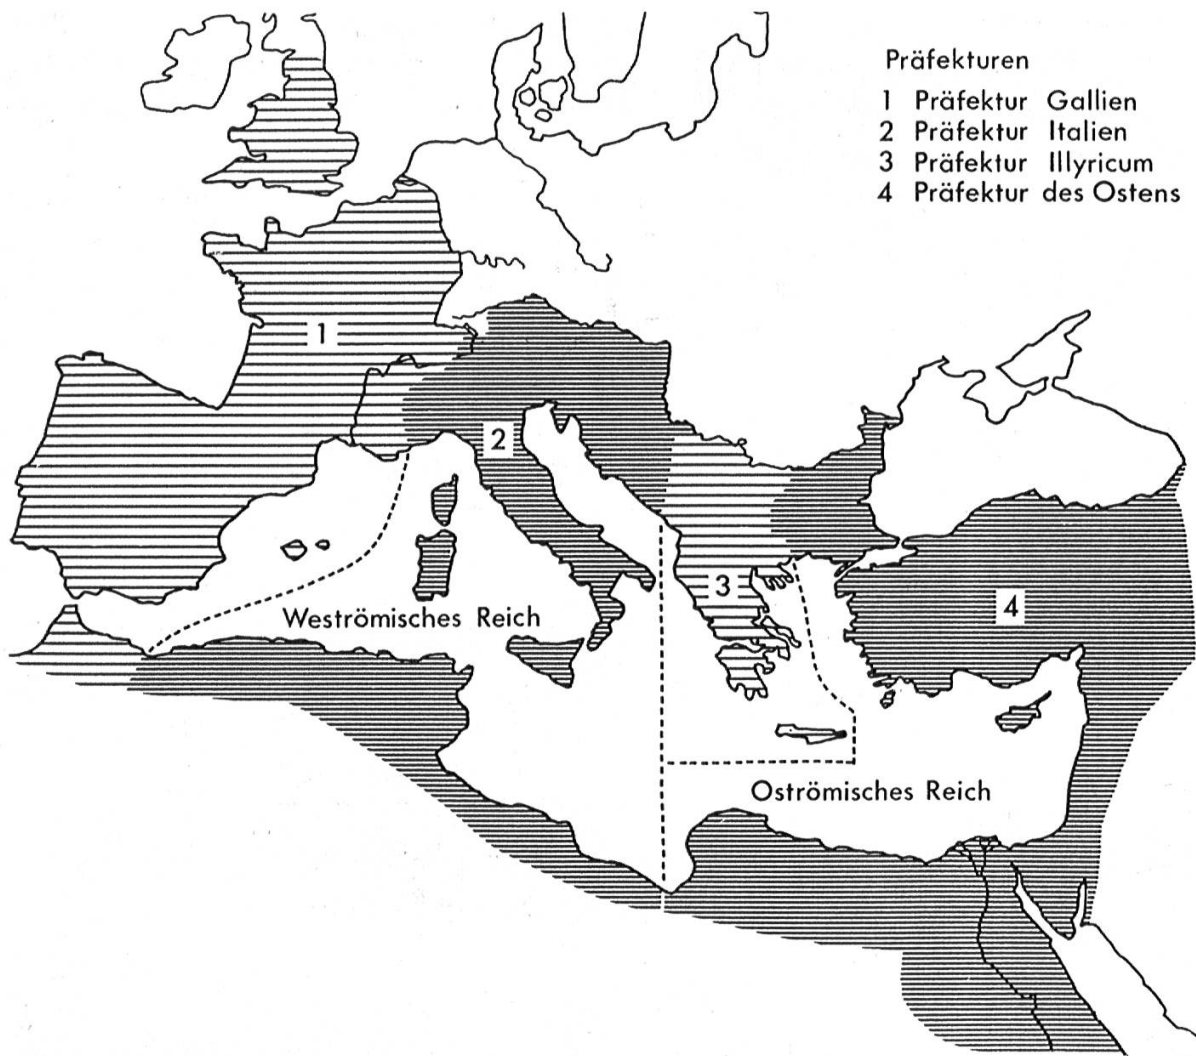 Präfekturen
1 Präfektur Gallien
2 Präfektur Italien
3 Präfektur Illyricum
4 Präfektur des Ostens
1
2
3
4
Weströmisches Reich
Oströmisches Reich